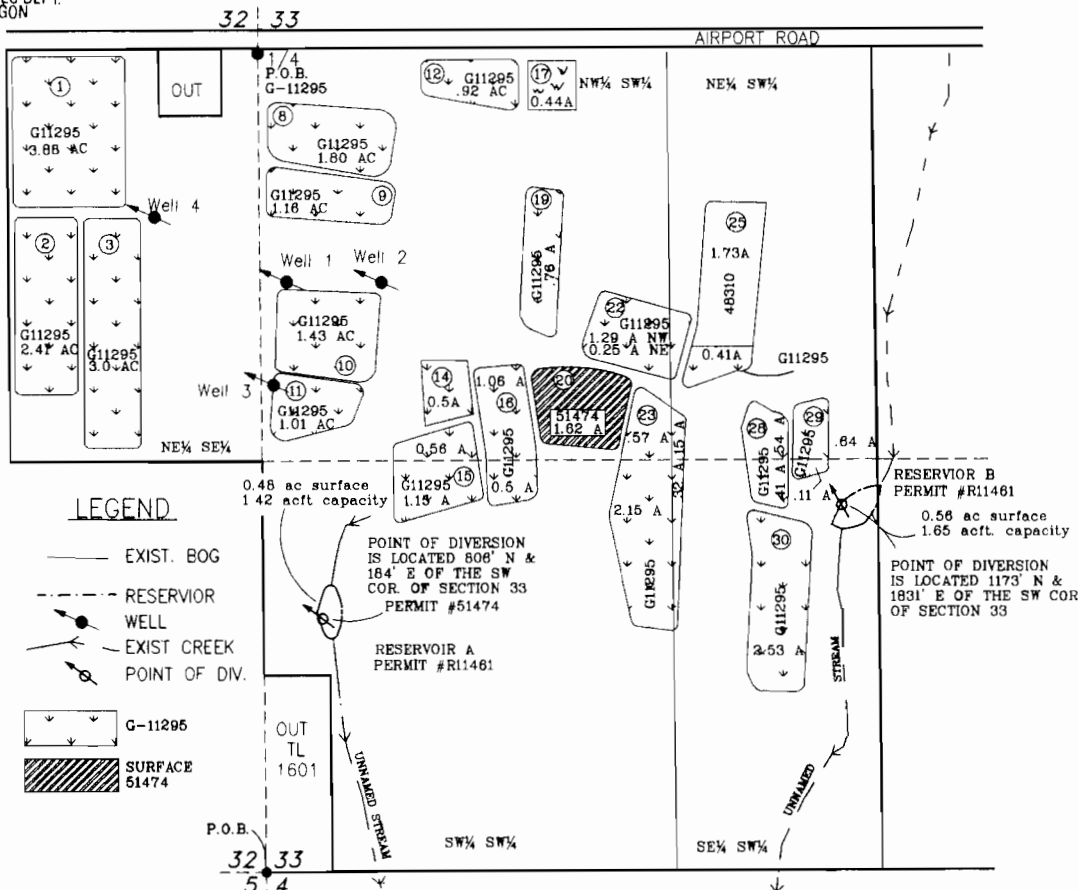 GON
32 33
AIRPORT ROAD
1/4
P.O.B.
G-11295
OUT
1
G11295
3.88 AC
8
G11295
1.80 AC
9
G11295
1.16 AC
12
G11295
.92 AC
17
0.44A
NW¼ SW¼
NE¼ SW¼
Well 4
2
G11295
2.41 AC
3
G11295
3.0 AC
Well 1
Well 2
19
G11295
.76 A
25
1.73A
48310
0.41A
G11295
G11295
1.43 AC
10
Well 3
11
G11295
1.01 AC
14
0.5A
1.06 A
16
G11295
0.5 A
20
51474
1.62 A
22
G11295
1.29 A NW
0.25 A NE
23
.57 A
.15 A
.32 A
2.15 A
G11295
0.56 A
15
G11295
1.15 A
28
.54 A
.41 A
G11295
29
G11295
.64 A
.11 A
30
G11295
2.53 A
NE¼ SE¼
0.48 ac surface
1.42 acft capacity
POINT OF DIVERSION
IS LOCATED 806' N &
184' E OF THE SW
COR. OF SECTION 33
PERMIT #51474
RESERVOIR A
PERMIT #R11461
RESERVIOR B
PERMIT #R11461
0.56 ac surface
1.65 acft. capacity
POINT OF DIVERSION
IS LOCATED 1173' N &
1831' E OF THE SW COR
OF SECTION 33
LEGEND
EXIST. BOG
RESERVIOR
WELL
EXIST CREEK
POINT OF DIV.
G-11295
SURFACE
51474
OUT
TL
1601
UNNAMED STREAM
STREAM
UNNAMED
P.O.B.
SW¼ SW¼
SE¼ SW¼
32 33
5 4